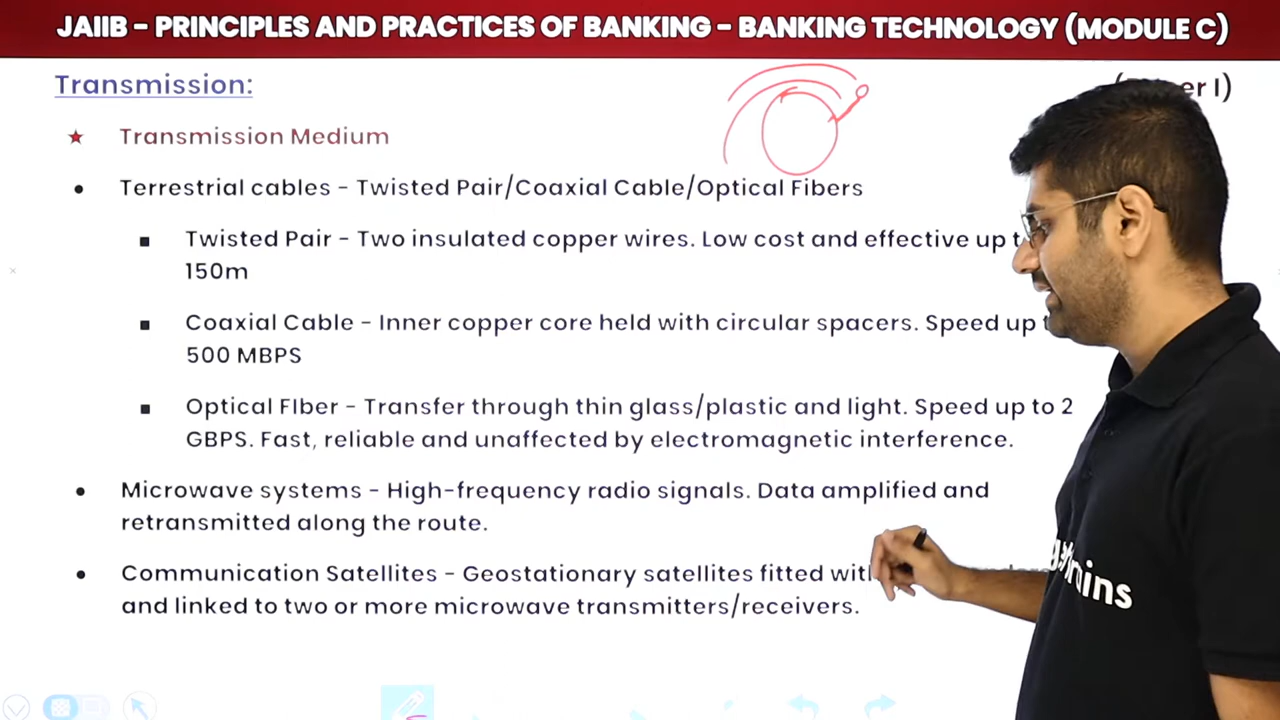 JAIIB – PRINCIPLES AND PRACTICES OF BANKING – BANKING TECHNOLOGY (MODULE C)
Transmission:
I)
★ Transmission Medium
• Terrestrial cables - Twisted Pair/Coaxial Cable/Optical Fibers
■ Twisted Pair - Two insulated copper wires. Low cost and effective up
150m
■ Coaxial Cable - Inner copper core held with circular spacers. Speed up
500 MBPS
■ Optical FIber - Transfer through thin glass/plastic and light. Speed up to 2
GBPS. Fast, reliable and unaffected by electromagnetic interference.
• Microwave systems - High-frequency radio signals. Data amplified and
retransmitted along the route.
• Communication Satellites - Geostationary satellites fitted with
and linked to two or more microwave transmitters/receivers.